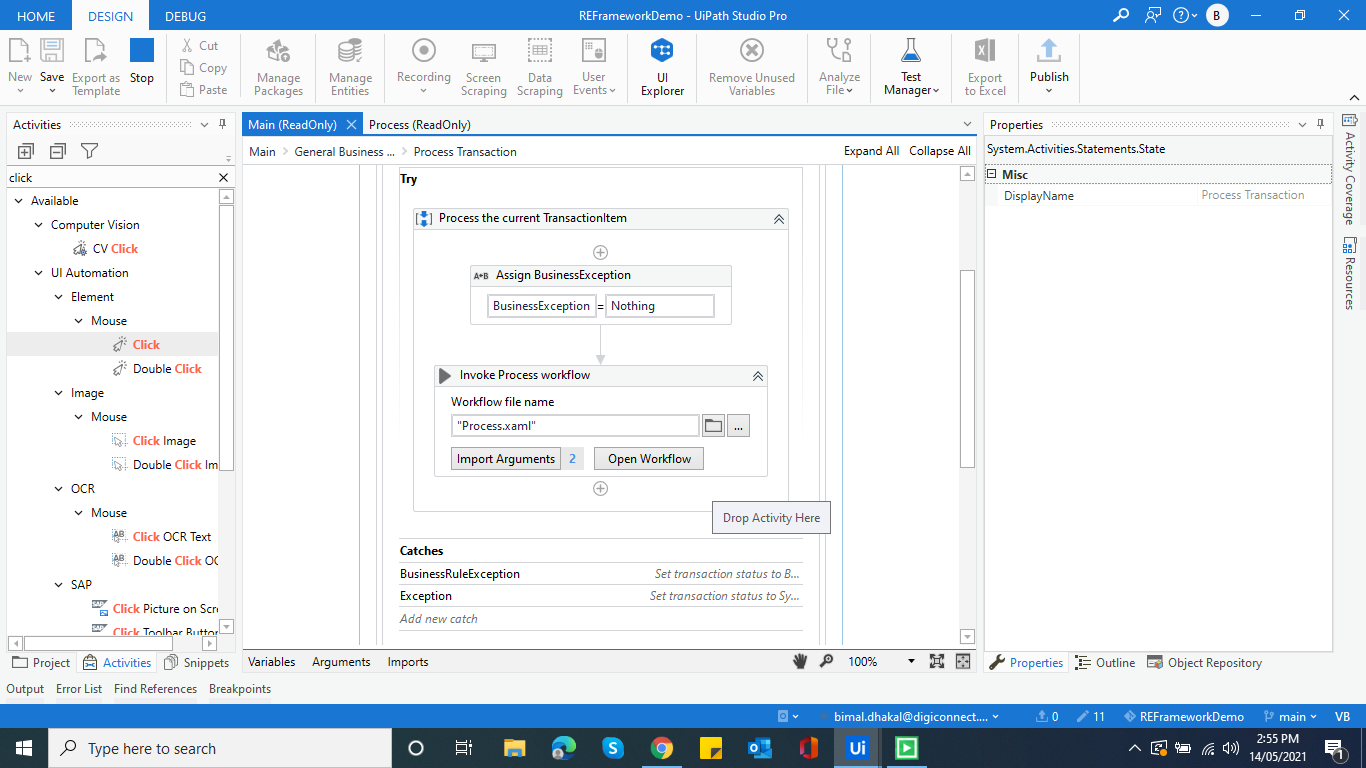 HOME DESIGN DEBUG REFrameworkDemo - UiPath Studio Pro B
New Save Export as Template Stop Cut Copy Paste Manage Packages Manage Entities Recording Screen Scraping Data Scraping User Events UI Explorer Remove Unused Variables Analyze File Test Manager Export to Excel Publish
Activities
click
Available
Computer Vision
CV Click
UI Automation
Element
Mouse
Click
Double Click
Image
Mouse
Click Image
Double Click Im
OCR
Mouse
Click OCR Text
Double Click OC
SAP
Click Picture on Scre
Click Toolbar Button
Project Activities Snippets
Main (ReadOnly) Process (ReadOnly)
Main > General Business ... > Process Transaction Expand All Collapse All
Try
Process the current TransactionItem
A*B Assign BusinessException
BusinessException = Nothing
Invoke Process workflow
Workflow file name
"Process.xaml" ...
Import Arguments 2 Open Workflow
Drop Activity Here
Catches
BusinessRuleException Set transaction status to B...
Exception Set transaction status to Sy...
Add new catch
Variables Arguments Imports 100%
Properties
System.Activities.Statements.State
Misc
DisplayName Process Transaction
Activity Coverage
Resources
Properties Outline Object Repository
Output Error List Find References Breakpoints
bimal.dhakal@digiconnect.... 0 11 REFrameworkDemo main VB
Type here to search
Ui
2:55 PM
14/05/2021
1